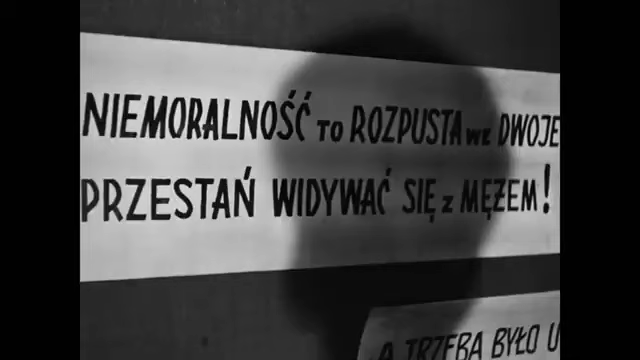 NIEMORALNOŚĆ TO ROZPUSTA WE DWOJE
PRZESTAŃ WIDYWAĆ SIĘ Z MĘŻEM!
A TRZEBA BYŁO U